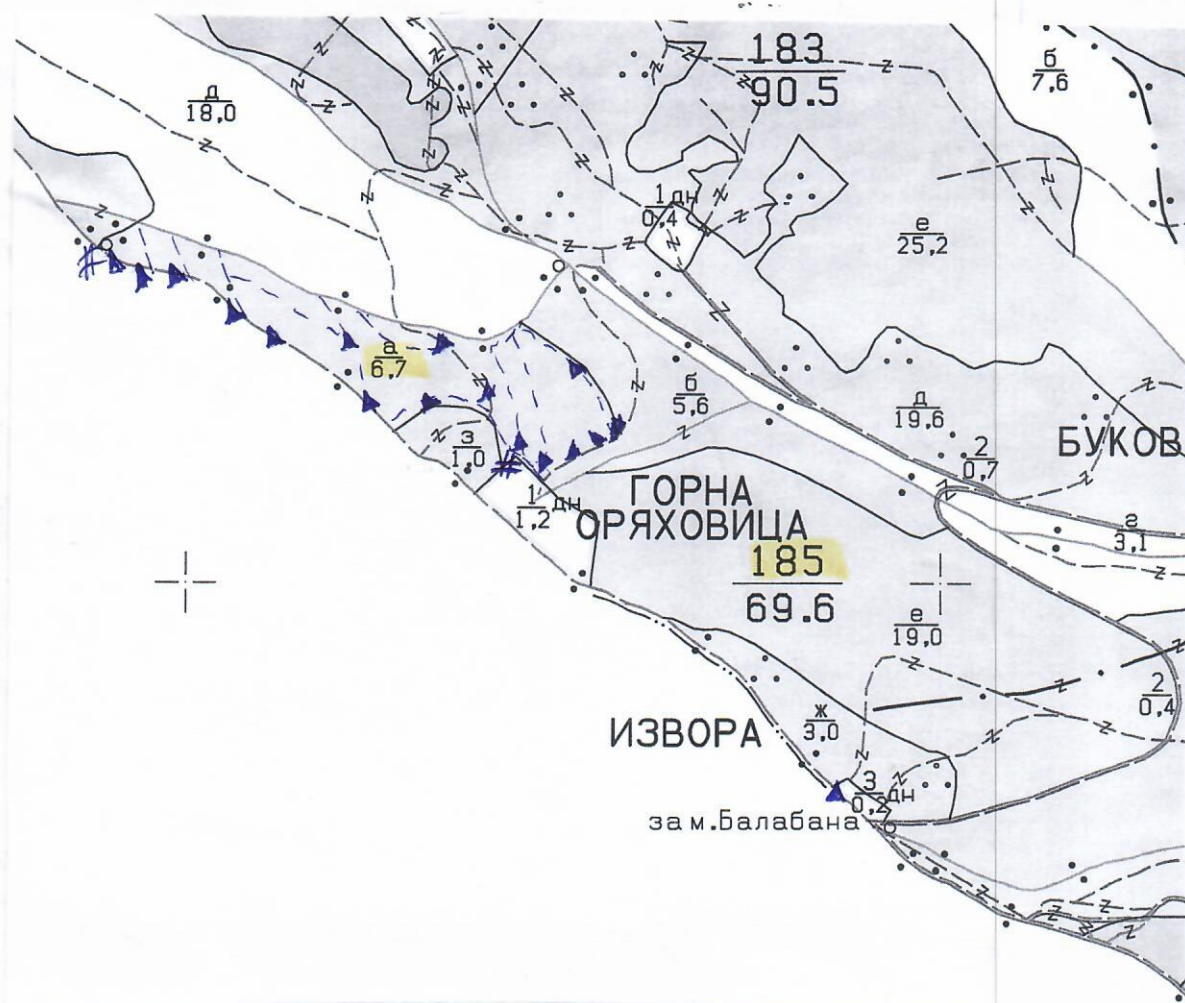 183
90.5
б
7,6
д
18,0
1 дн
0,4
е
25,2
а
6,7
б
5,6
д
19,6
2
0,7
БУКОВ
з
1,0
1 дн
1,2
ГОРНА
ОРЯХОВИЦА
г
3,1
185
69.6
е
19,0
2
0,4
ж
3,0
ИЗВОРА
3 дн
0,2
за м.Балабана